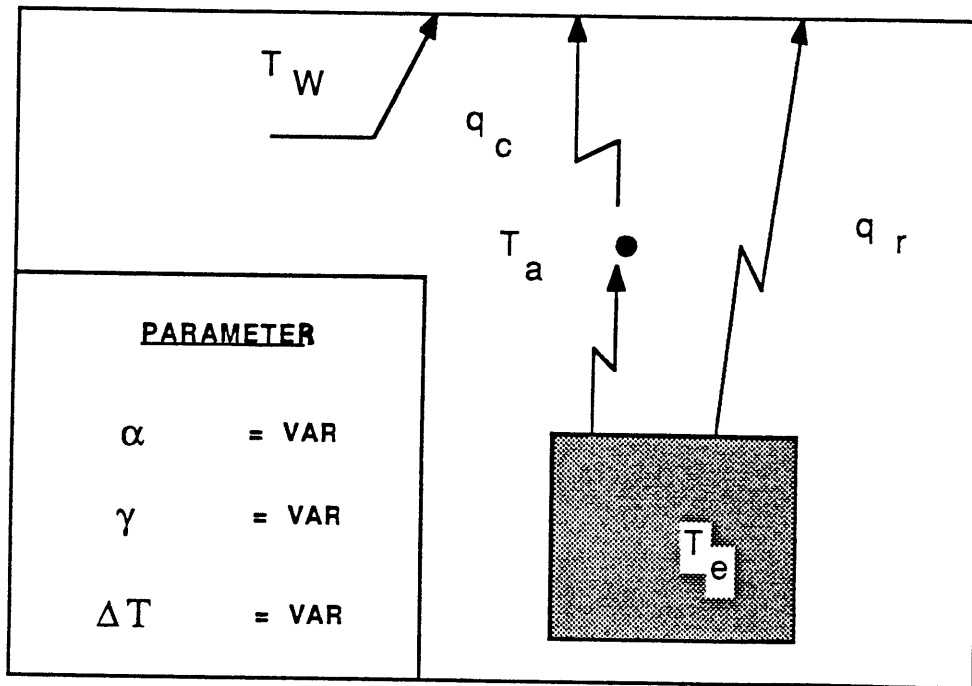 T W
q c
T a
q r
PARAMETER
α = VAR
γ = VAR
ΔT = VAR
T e